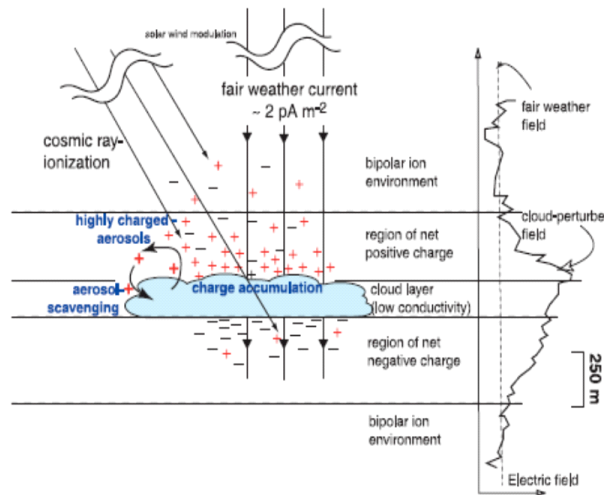 solar wind modulation
fair weather current
~ 2 pA m-2
cosmic ray-
ionization
bipolar ion
environment
fair weather
field
highly charged
aerosols
region of net
positive charge
cloud-perturbe
field
aerosol
scavenging
charge accumulation
cloud layer
(low conductivity)
region of net
negative charge
250 m
bipolar ion
environment
Electric field